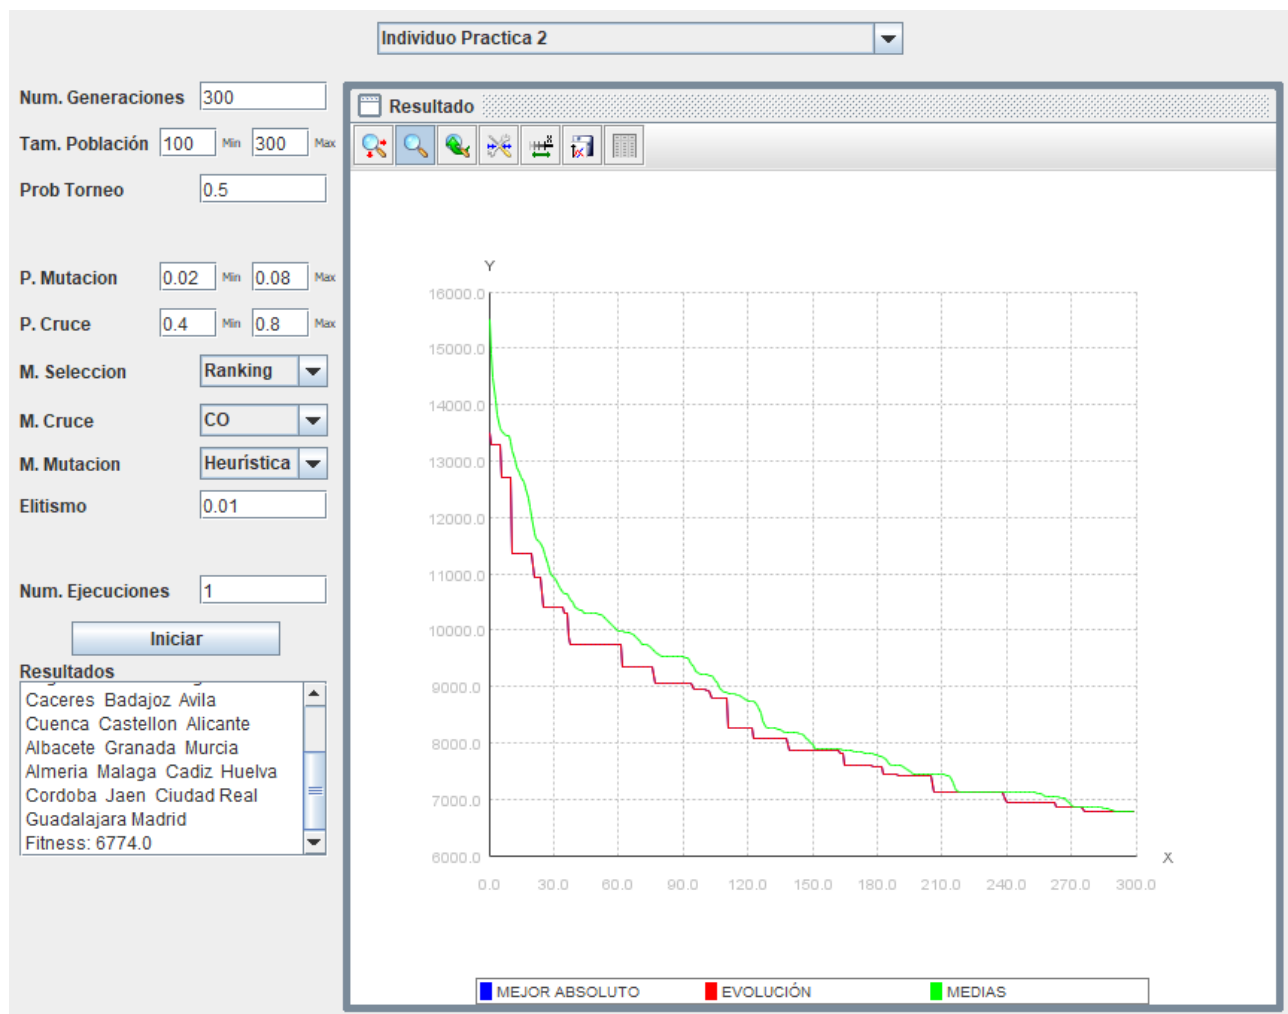 Individuo Practica 2
Num. Generaciones 300
Tam. Población 100 Min 300 Max
Prob Torneo 0.5
P. Mutacion 0.02 Min 0.08 Max
P. Cruce 0.4 Min 0.8 Max
M. Seleccion Ranking
M. Cruce CO
M. Mutacion Heurística
Elitismo 0.01
Num. Ejecuciones 1
Iniciar
Resultados
Caceres Badajoz Avila
Cuenca Castellon Alicante
Albacete Granada Murcia
Almeria Malaga Cadiz Huelva
Cordoba Jaen Ciudad Real
Guadalajara Madrid
Fitness: 6774.0
Resultado
Y
16000.0
15000.0
14000.0
13000.0
12000.0
11000.0
10000.0
9000.0
8000.0
7000.0
6000.0
X
0.0 30.0 60.0 90.0 120.0 150.0 180.0 210.0 240.0 270.0 300.0
MEJOR ABSOLUTO EVOLUCIÓN MEDIAS